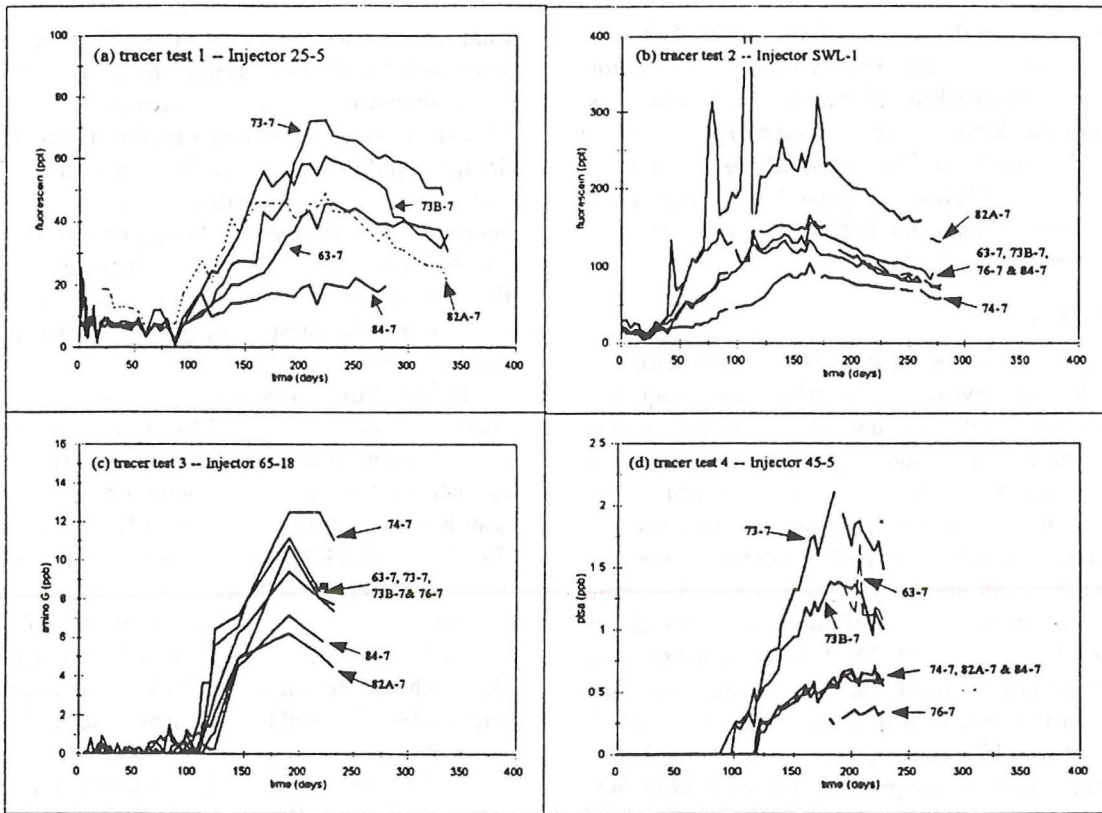 (a) tracer test 1 -- Injector 25-5
100
80
60
40
20
0
fluorescein (ppt)
73-7
73B-7
63-7
84-7
82A-7
0 50 100 150 200 250 300 350 400
time (days)
(b) tracer test 2 -- Injector SWL-1
400
300
200
100
0
fluorescein (ppt)
82A-7
63-7, 73B-7,
76-7 & 84-7
74-7
0 50 100 150 200 250 300 350 400
time (days)
(c) tracer test 3 -- Injector 65-18
16
14
12
10
8
6
4
2
0
amino G (ppb)
74-7
63-7, 73-7,
73B-7 & 76-7
84-7
82A-7
0 50 100 150 200 250 300 350 400
time (days)
(d) tracer test 4 -- Injector 45-5
2.5
2
1.5
1
0.5
0
ptsa (ppb)
73-7
63-7
73B-7
74-7, 82A-7 & 84-7
76-7
0 50 100 150 200 250 300 350 400
time (days)